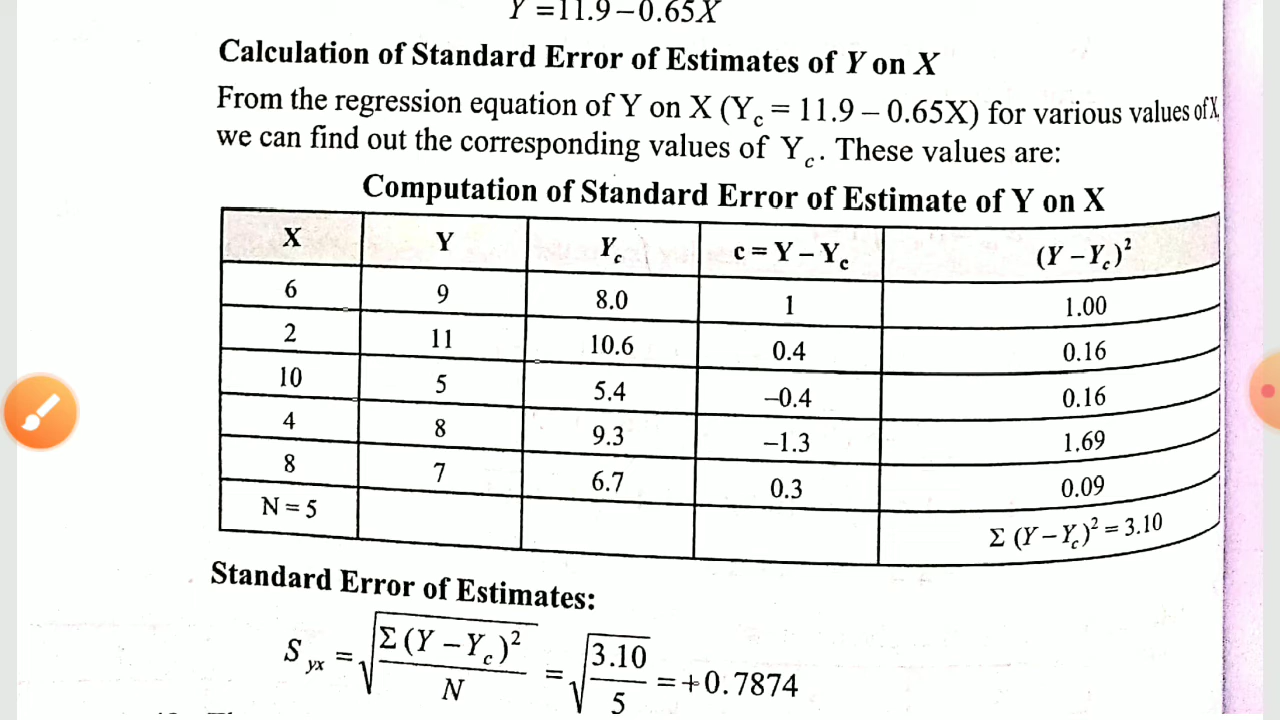 Y = 11.9 – 0.65X
Calculation of Standard Error of Estimates of Y on X
From the regression equation of Y on X (Yc = 11.9 – 0.65X) for various values of X,
we can find out the corresponding values of Yc. These values are:
Computation of Standard Error of Estimate of Y on X
X Y Yc c = Y – Yc (Y – Yc)²
6 9 8.0 1 1.00
2 11 10.6 0.4 0.16
10 5 5.4 –0.4 0.16
4 8 9.3 –1.3 1.69
8 7 6.7 0.3 0.09
N = 5 Σ (Y – Yc)² = 3.10
Standard Error of Estimates:
Syx = √(Σ (Y – Yc)² / N) = √(3.10 / 5) = +0.7874